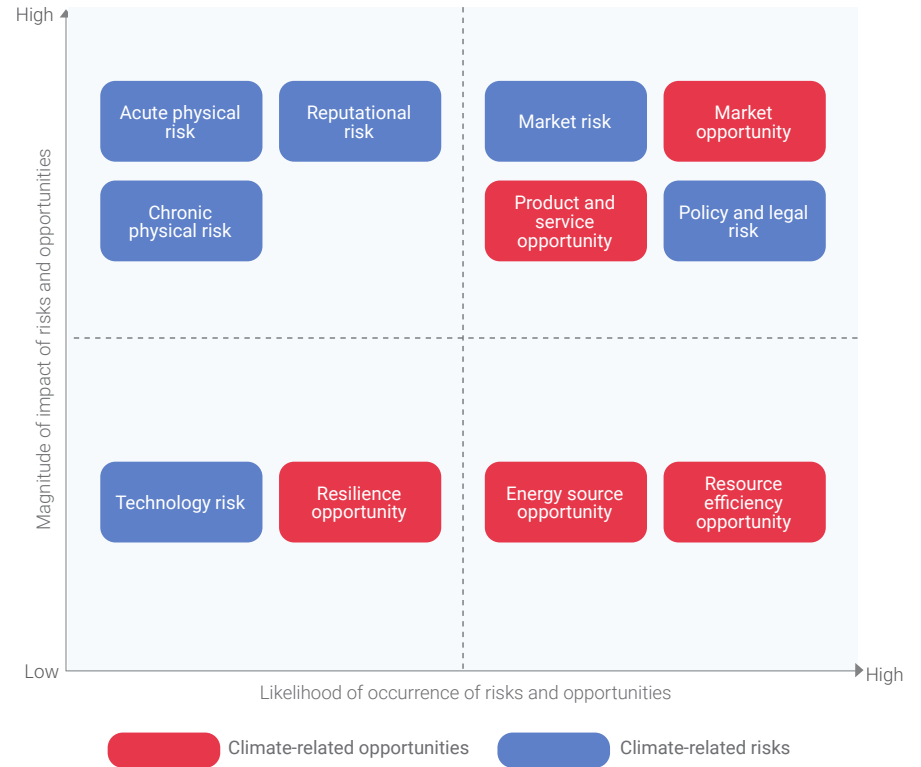 High
Magnitude of impact of risks and opportunities
Acute physical
risk
Reputational
risk
Market risk
Market
opportunity
Chronic
physical risk
Product and
service
opportunity
Policy and legal
risk
Technology risk
Resilience
opportunity
Energy source
opportunity
Resource
efficiency
opportunity
Low
High
Likelihood of occurrence of risks and opportunities
Climate-related opportunities
Climate-related risks